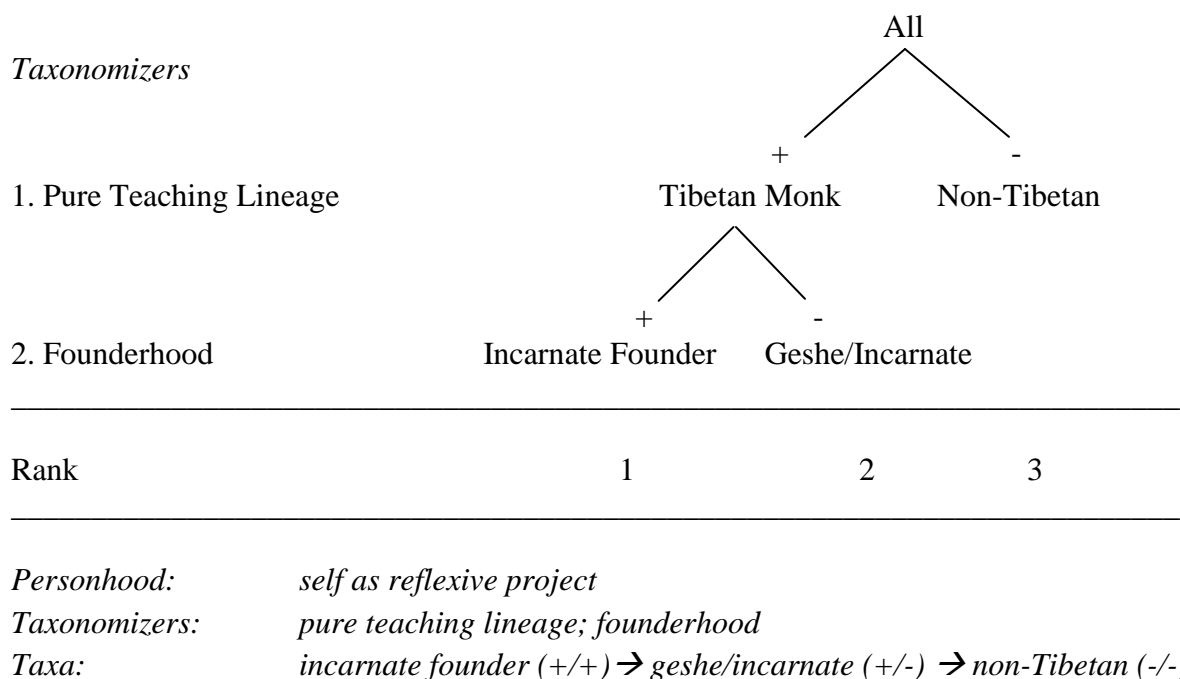 All
Taxonomizers
+ -
1. Pure Teaching Lineage Tibetan Monk Non-Tibetan
+ -
2. Founderhood Incarnate Founder Geshe/Incarnate
Rank 1 2 3
Personhood: self as reflexive project
Taxonomizers: pure teaching lineage; founderhood
Taxa: incarnate founder (+/+)→ geshe/incarnate (+/-) → non-Tibetan (-/-